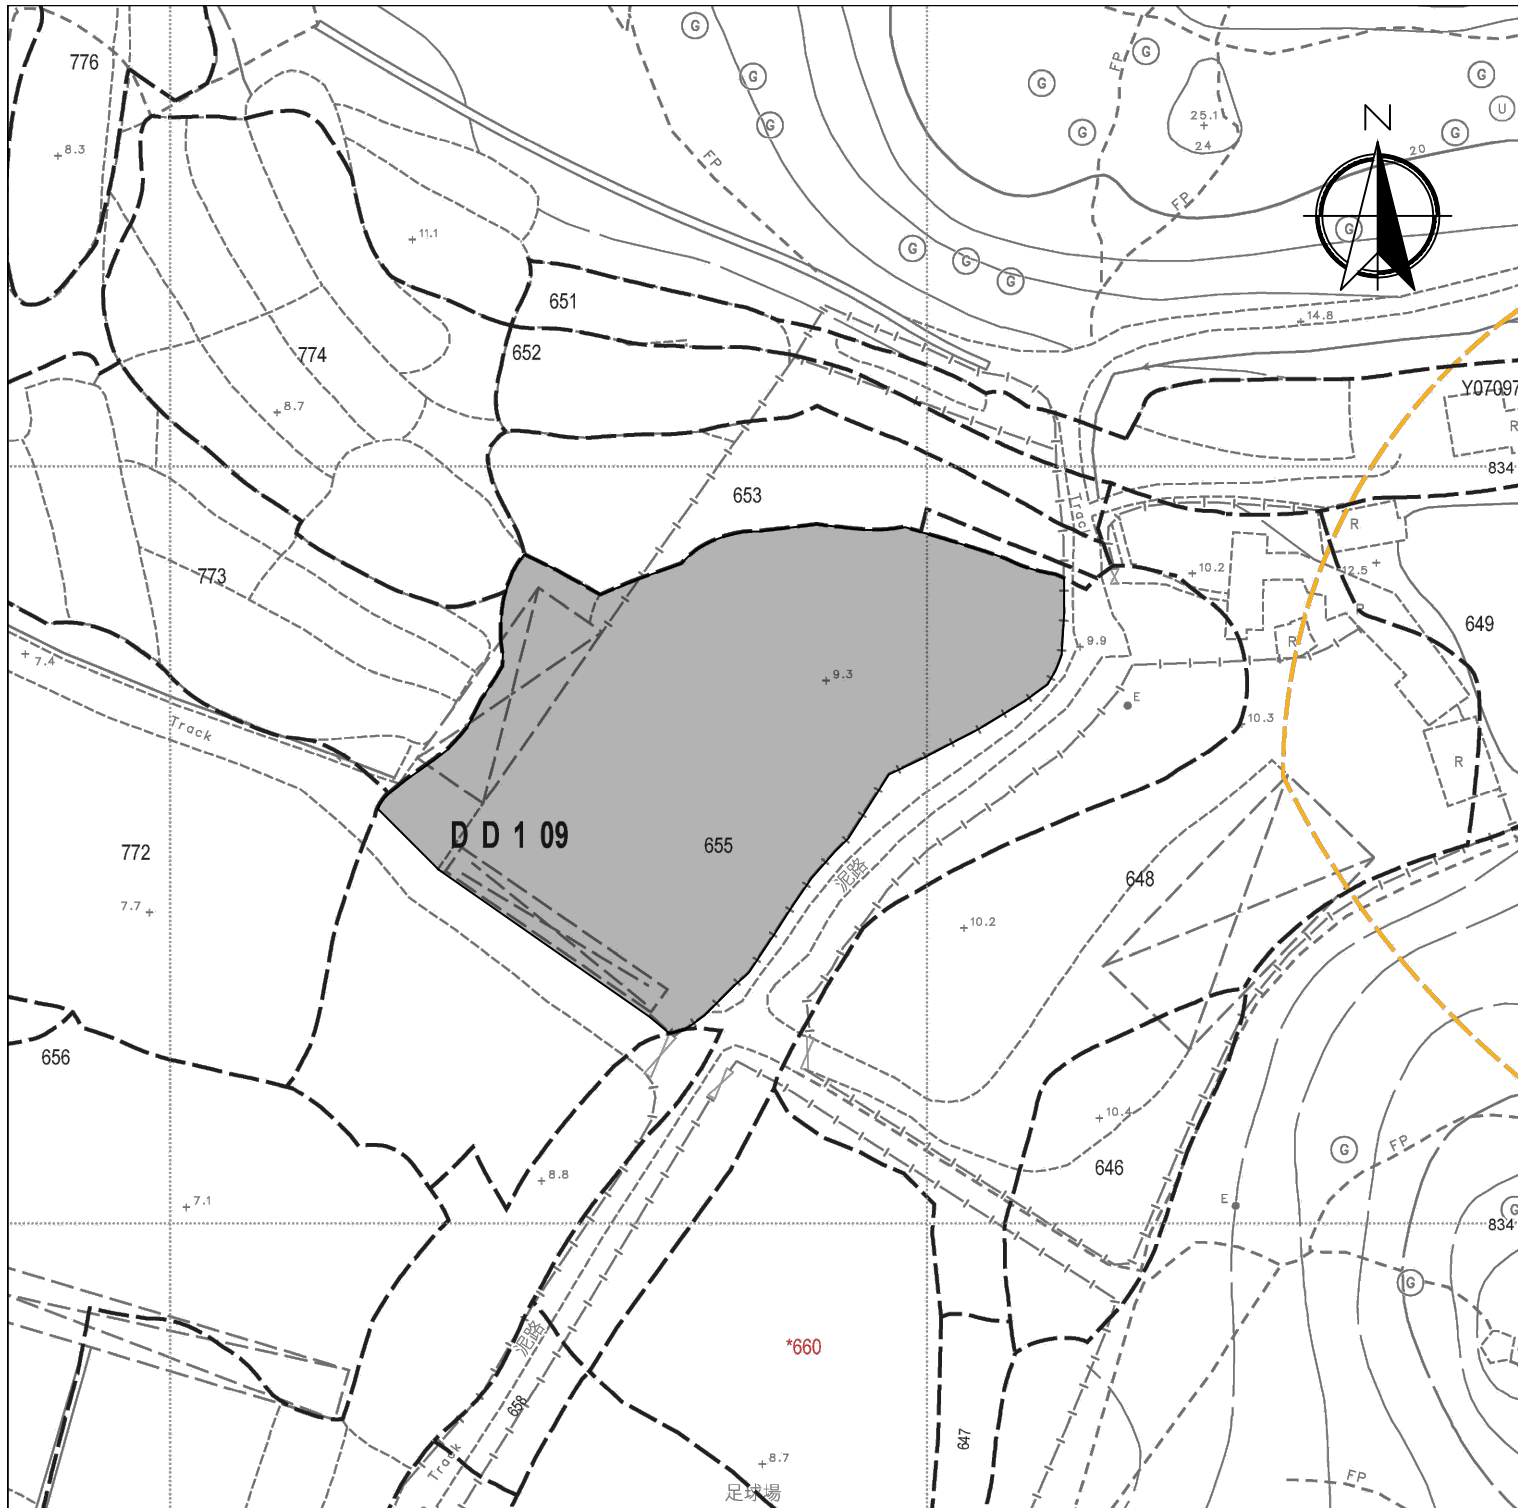 G
776
G
FP
G
G
G
U
25.1
N
G
8.3
FP
G
G
24
20
FP
11.1
G
G
G
G
651
14.8
652
774
Y07097
8.7
R
834
653
Track
R
773
10.2
12.5
R
649
7.4
R
9.9
9.3
E
Track
10.3
R
D D 1 09
655
772
泥路
648
7.7
10.2
656
10.4
G
FP
646
8.8
7.1
E
G
834
G
泥路
*660
658
647
Track
8.7
FP
足球場